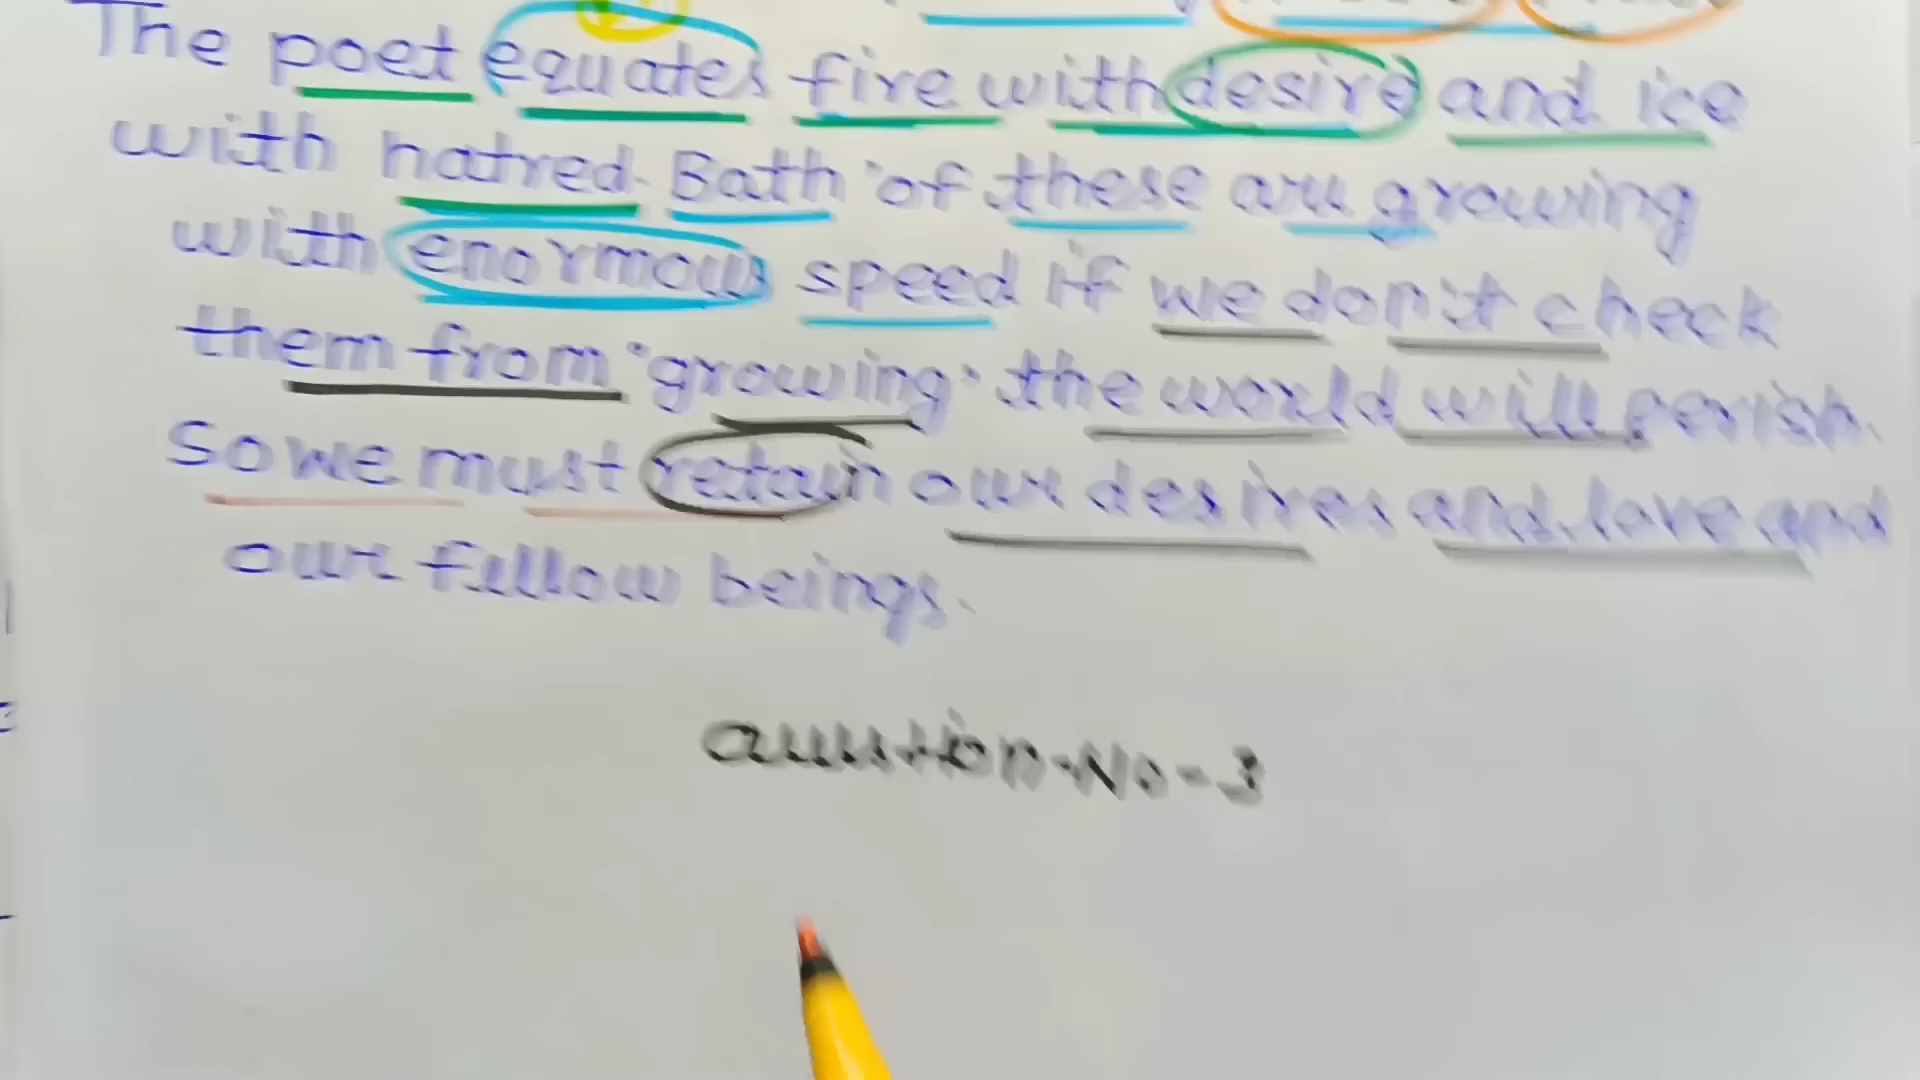 The poet equates fire with desire and ice
with hatred. Bath of these are growing
with enormous speed if we don't check
them from growing. the world will perish.
So we must retain our desires and love and
our fellow beings.
Question No-3